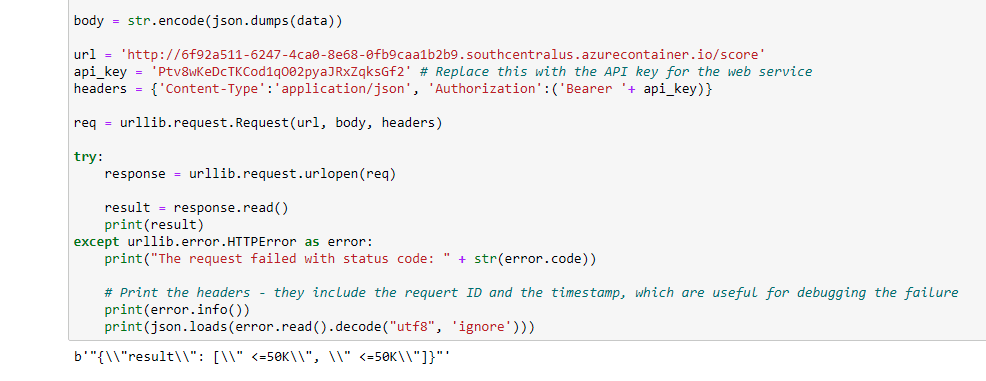 body = str.encode(json.dumps(data))
url = 'http://6f92a511-6247-4ca0-8e68-0fb9caa1b2b9.southcentralus.azurecontainer.io/score'
api_key = 'Ptv8wKeDcTKCod1qO02pyaJRxZqksGf2' # Replace this with the API key for the web service
headers = {'Content-Type':'application/json', 'Authorization':('Bearer '+ api_key)}
req = urllib.request.Request(url, body, headers)
try:
    response = urllib.request.urlopen(req)
    result = response.read()
    print(result)
except urllib.error.HTTPError as error:
    print("The request failed with status code: " + str(error.code))
    # Print the headers - they include the requert ID and the timestamp, which are useful for debugging the failure
    print(error.info())
    print(json.loads(error.read().decode("utf8", 'ignore')))
b'"{\\"result\\": [\\" <=50K\\", \\" <=50K\\"]}"'